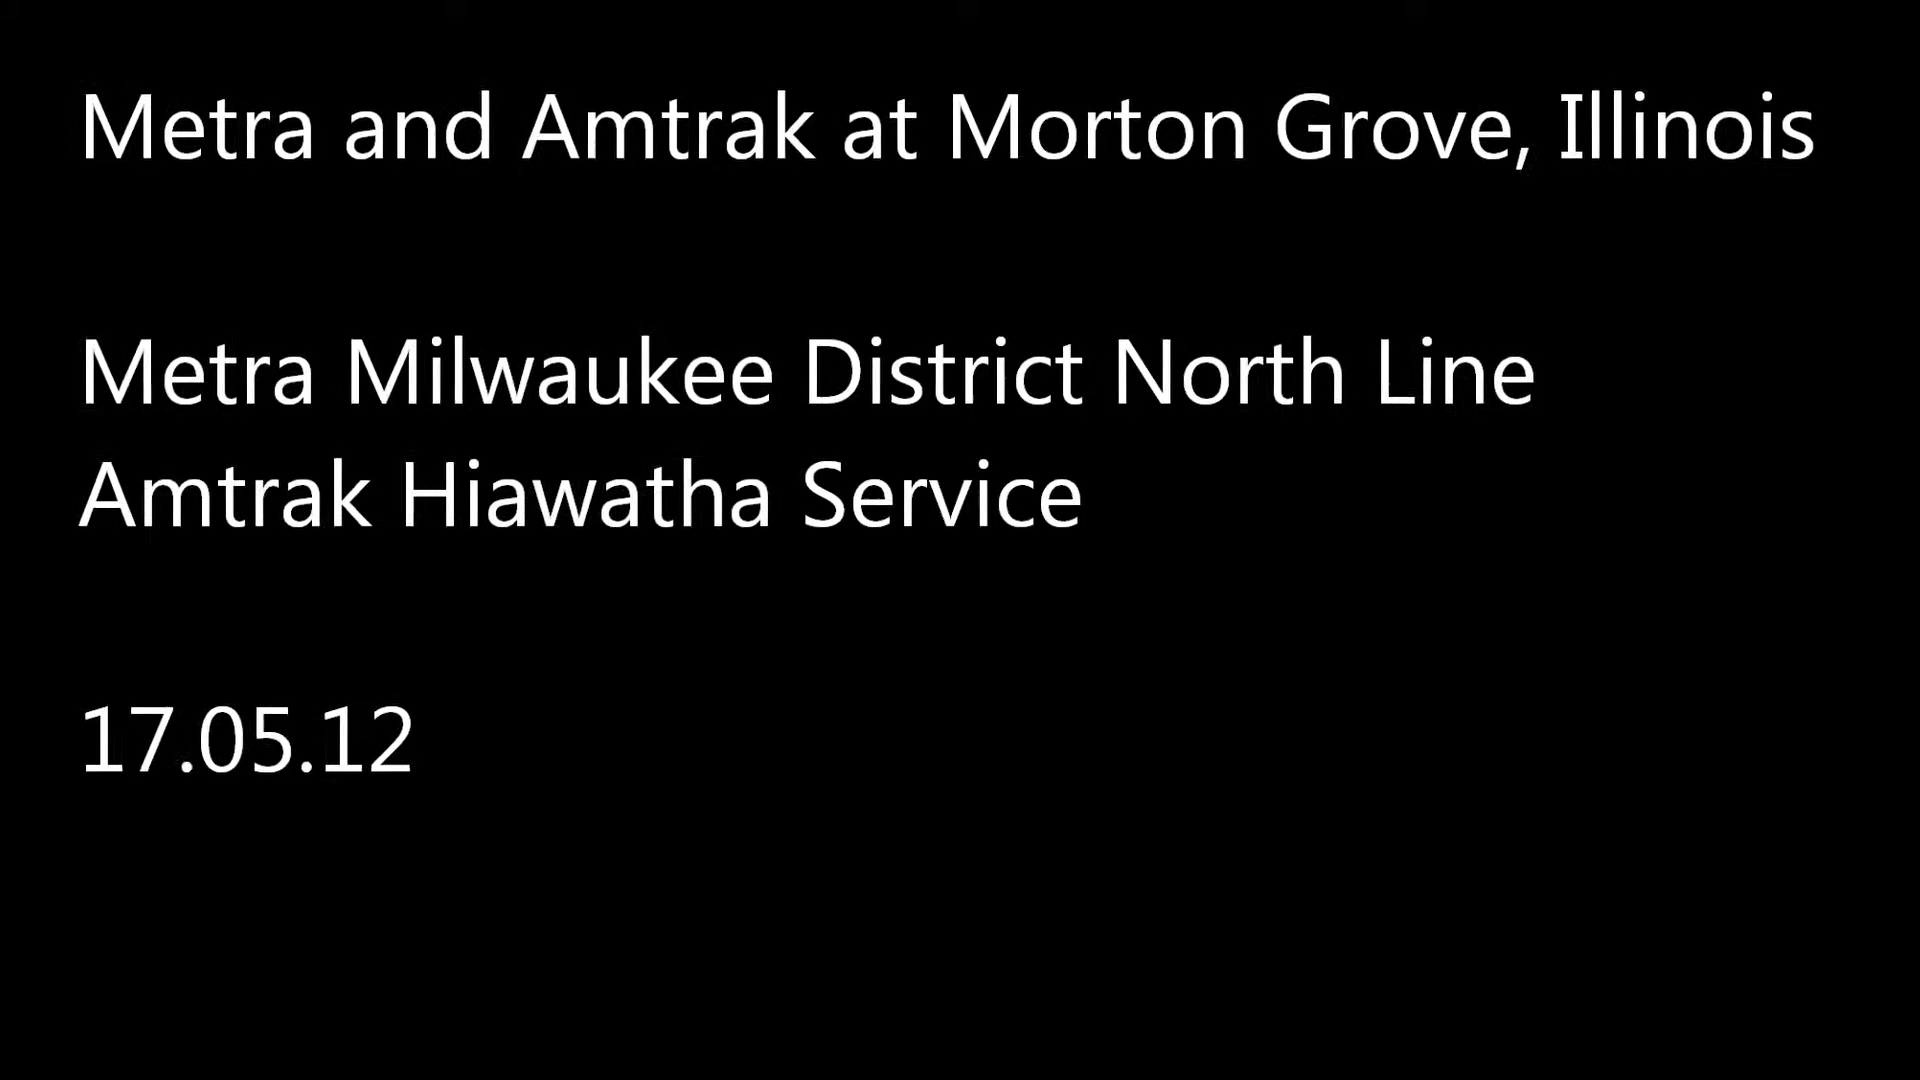 Metra and Amtrak at Morton Grove, Illinois
Metra Milwaukee District North Line
Amtrak Hiawatha Service
17.05.12